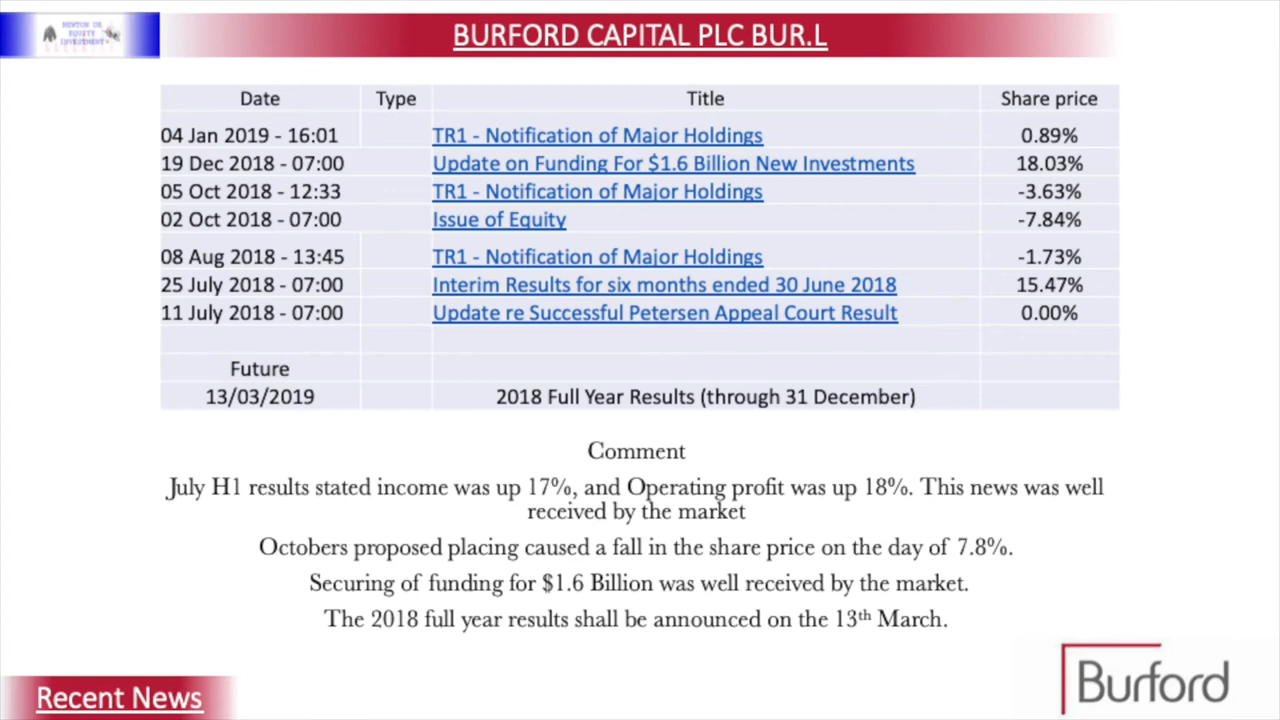 NEWTON UK
EQUITY
INVESTMENT
BURFORD CAPITAL PLC BUR.L
Date Type Title Share price
04 Jan 2019 - 16:01 TR1 - Notification of Major Holdings 0.89%
19 Dec 2018 - 07:00 Update on Funding For $1.6 Billion New Investments 18.03%
05 Oct 2018 - 12:33 TR1 - Notification of Major Holdings -3.63%
02 Oct 2018 - 07:00 Issue of Equity -7.84%
08 Aug 2018 - 13:45 TR1 - Notification of Major Holdings -1.73%
25 July 2018 - 07:00 Interim Results for six months ended 30 June 2018 15.47%
11 July 2018 - 07:00 Update re Successful Petersen Appeal Court Result 0.00%
Future
13/03/2019 2018 Full Year Results (through 31 December)
Comment
July H1 results stated income was up 17%, and Operating profit was up 18%. This news was well
received by the market
Octobers proposed placing caused a fall in the share price on the day of 7.8%.
Securing of funding for $1.6 Billion was well received by the market.
The 2018 full year results shall be announced on the 13th March.
Recent News
Burford